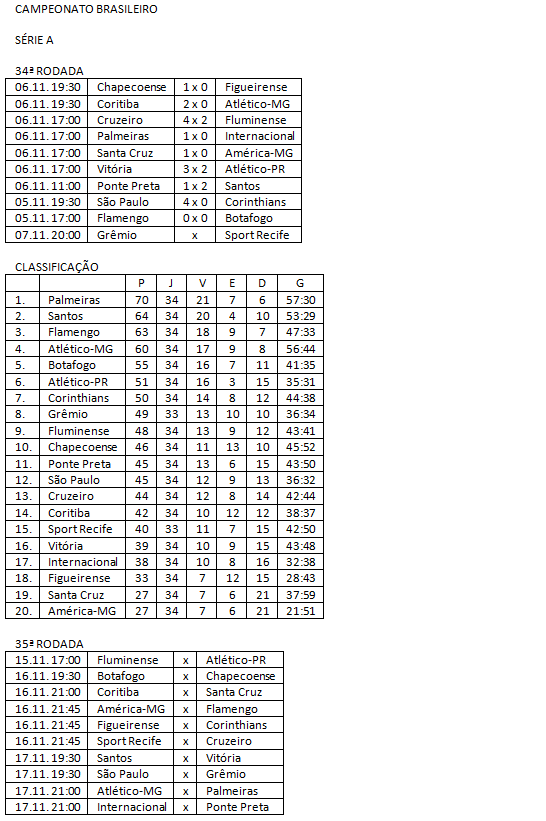 CAMPEONATO BRASILEIRO
SÉRIE A
34ª RODADA
06.11. 19:30 Chapecoense 1 x 0 Figueirense
06.11. 19:30 Coritiba 2 x 0 Atlético-MG
06.11. 17:00 Cruzeiro 4 x 2 Fluminense
06.11. 17:00 Palmeiras 1 x 0 Internacional
06.11. 17:00 Santa Cruz 1 x 0 América-MG
06.11. 17:00 Vitória 3 x 2 Atlético-PR
06.11. 11:00 Ponte Preta 1 x 2 Santos
05.11. 19:30 São Paulo 4 x 0 Corinthians
05.11. 17:00 Flamengo 0 x 0 Botafogo
07.11. 20:00 Grêmio x Sport Recife
CLASSIFICAÇÃO
P J V E D G
1. Palmeiras 70 34 21 7 6 57:30
2. Santos 64 34 20 4 10 53:29
3. Flamengo 63 34 18 9 7 47:33
4. Atlético-MG 60 34 17 9 8 56:44
5. Botafogo 55 34 16 7 11 41:35
6. Atlético-PR 51 34 16 3 15 35:31
7. Corinthians 50 34 14 8 12 44:38
8. Grêmio 49 33 13 10 10 36:34
9. Fluminense 48 34 13 9 12 43:41
10. Chapecoense 46 34 11 13 10 45:52
11. Ponte Preta 45 34 13 6 15 43:50
12. São Paulo 45 34 12 9 13 36:32
13. Cruzeiro 44 34 12 8 14 42:44
14. Coritiba 42 34 10 12 12 38:37
15. Sport Recife 40 33 11 7 15 42:50
16. Vitória 39 34 10 9 15 43:48
17. Internacional 38 34 10 8 16 32:38
18. Figueirense 33 34 7 12 15 28:43
19. Santa Cruz 27 34 7 6 21 37:59
20. América-MG 27 34 7 6 21 21:51
35ª RODADA
15.11. 17:00 Fluminense x Atlético-PR
16.11. 19:30 Botafogo x Chapecoense
16.11. 21:00 Coritiba x Santa Cruz
16.11. 21:45 América-MG x Flamengo
16.11. 21:45 Figueirense x Corinthians
16.11. 21:45 Sport Recife x Cruzeiro
17.11. 19:30 Santos x Vitória
17.11. 19:30 São Paulo x Grêmio
17.11. 21:00 Atlético-MG x Palmeiras
17.11. 21:00 Internacional x Ponte Preta